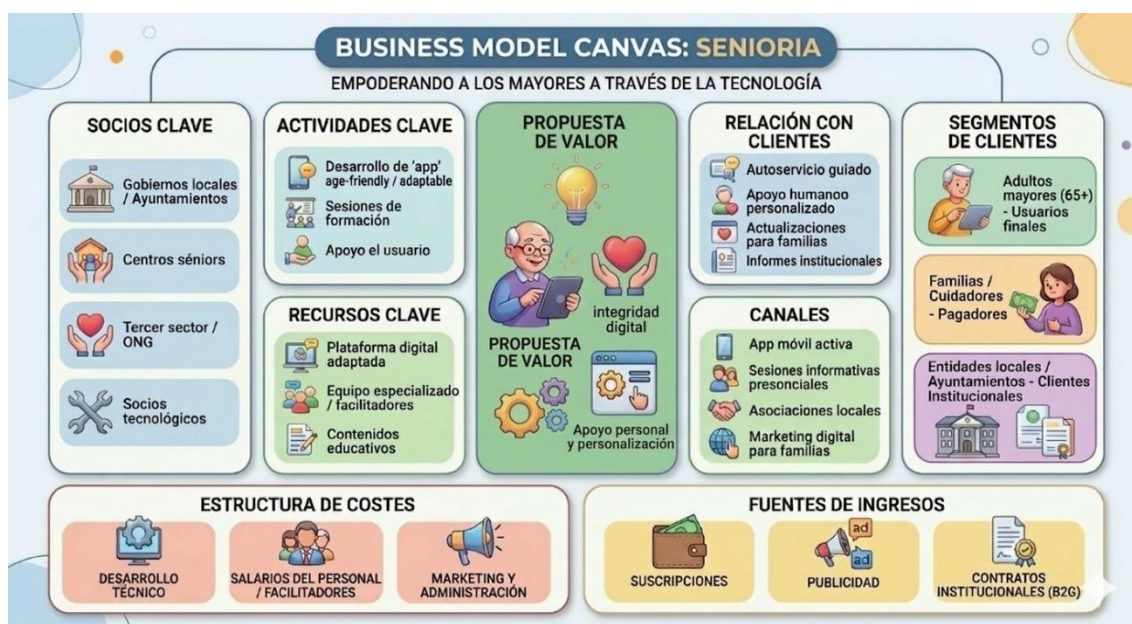 BUSINESS MODEL CANVAS: SENIORIA
EMPODERANDO A LOS MAYORES A TRAVÉS DE LA TECNOLOGÍA
SOCIOS CLAVE
Gobiernos locales
/ Ayuntamientos
Centros séniors
Tercer sector /
ONG
Socios
tecnológicos
ACTIVIDADES CLAVE
Desarrollo de 'app'
age-friendly / adaptable
Sesiones de
formación
Apoyo el usuario
RECURSOS CLAVE
Plataforma digital
adaptada
Equipo especializado
/ facilitadores
Contenidos
educativos
PROPUESTA
DE VALOR
integridad
digital
PROPUESTA
DE VALOR
Apoyo personal
y personalización
RELACIÓN CON
CLIENTES
Autoservicio guiado
Apoyo humanoo
personalizado
Actualizaciones
para familias
Informes institucionales
CANALES
App móvil activa
Sesiones informativas
presonciales
Asociaciones locales
Marketing digital
para familias
SEGMENTOS
DE CLIENTES
Adultos
mayores (65+)
- Usuarios
finales
Familias /
Cuidadores
- Pagadores
Entidades locales /
Ayuntamientos - Clientes
Institucionales
ESTRUCTURA DE COSTES
DESARROLLO
TÉCNICO
SALARIOS DEL PERSONAL
/ FACILITADORES
MARKETING Y
ADMINISTRACIÓN
FUENTES DE INGRESOS
SUSCRIPCIONES
ad
ad
PUBLICIDAD
CONTRATOS
INSTITUCIONALES (B2G)